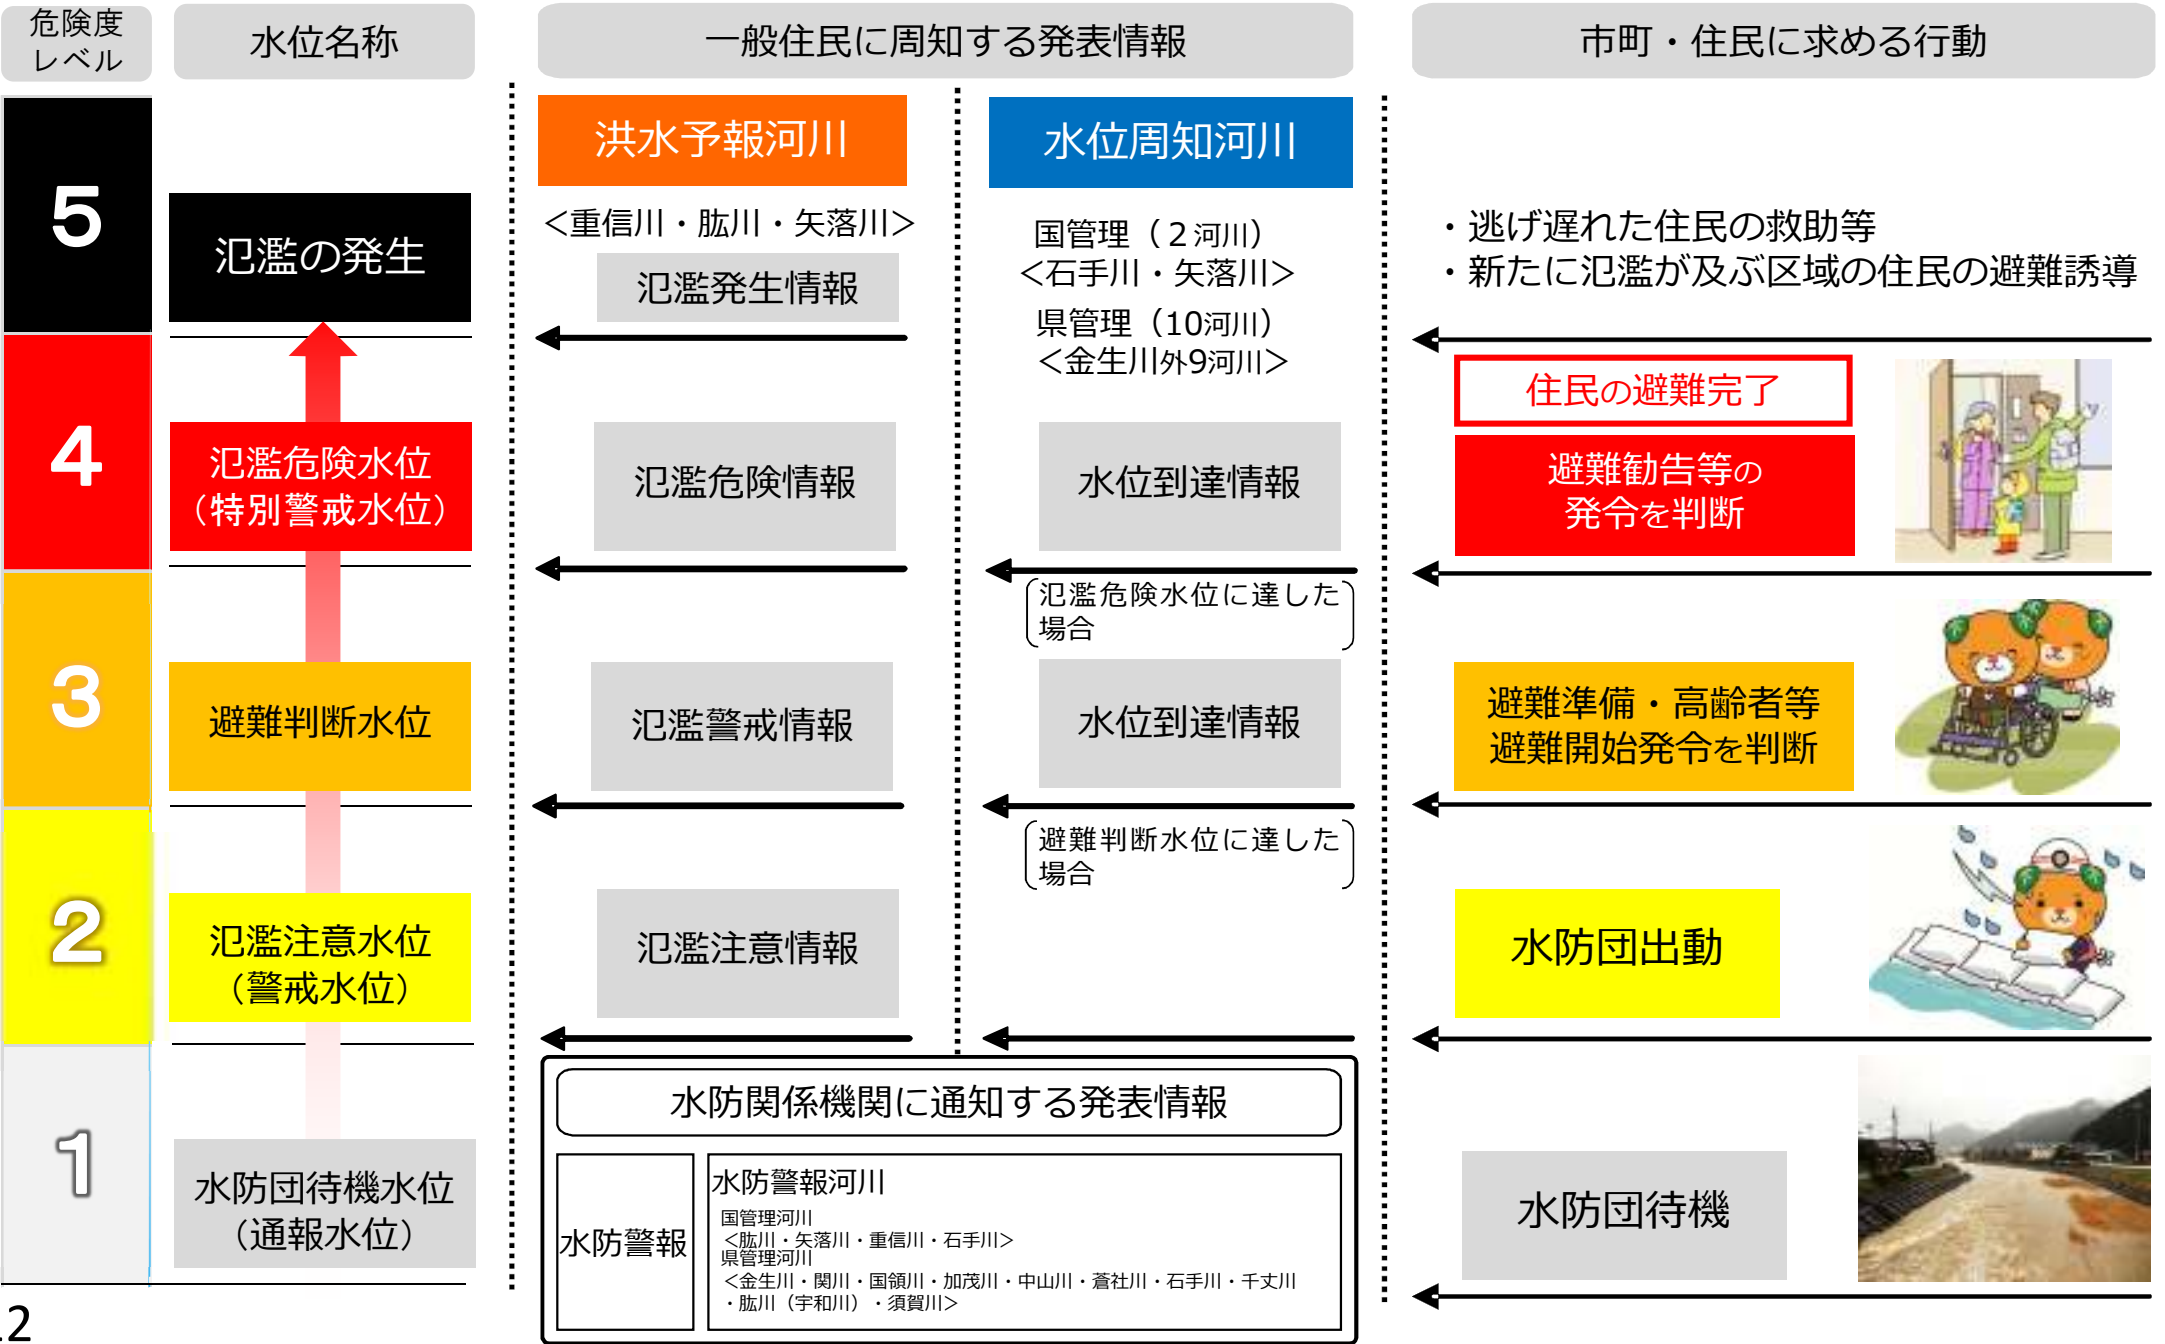 危険度
レベル
水位名称
一般住民に周知する発表情報
市町・住民に求める行動
5
氾濫の発生
洪水予報河川
<重信川・肱川・矢落川>
氾濫発生情報
水位周知河川
国管理（２河川）
<石手川・矢落川>
県管理（10河川）
<金生川外9河川>
・逃げ遅れた住民の救助等
・新たに氾濫が及ぶ区域の住民の避難誘導
4
氾濫危険水位
（特別警戒水位）
氾濫危険情報
水位到達情報
氾濫危険水位に達した
場合
住民の避難完了
避難勧告等の
発令を判断
3
避難判断水位
氾濫警戒情報
水位到達情報
避難判断水位に達した
場合
避難準備・高齢者等
避難開始発令を判断
2
氾濫注意水位
（警戒水位）
氾濫注意情報
水防団出動
1
水防団待機水位
（通報水位）
水防関係機関に通知する発表情報
水防警報
水防警報河川
国管理河川
<肱川・矢落川・重信川・石手川>
県管理河川
<金生川・関川・国領川・加茂川・中山川・蒼社川・石手川・千丈川
・肱川（宇和川）・須賀川>
水防団待機
2